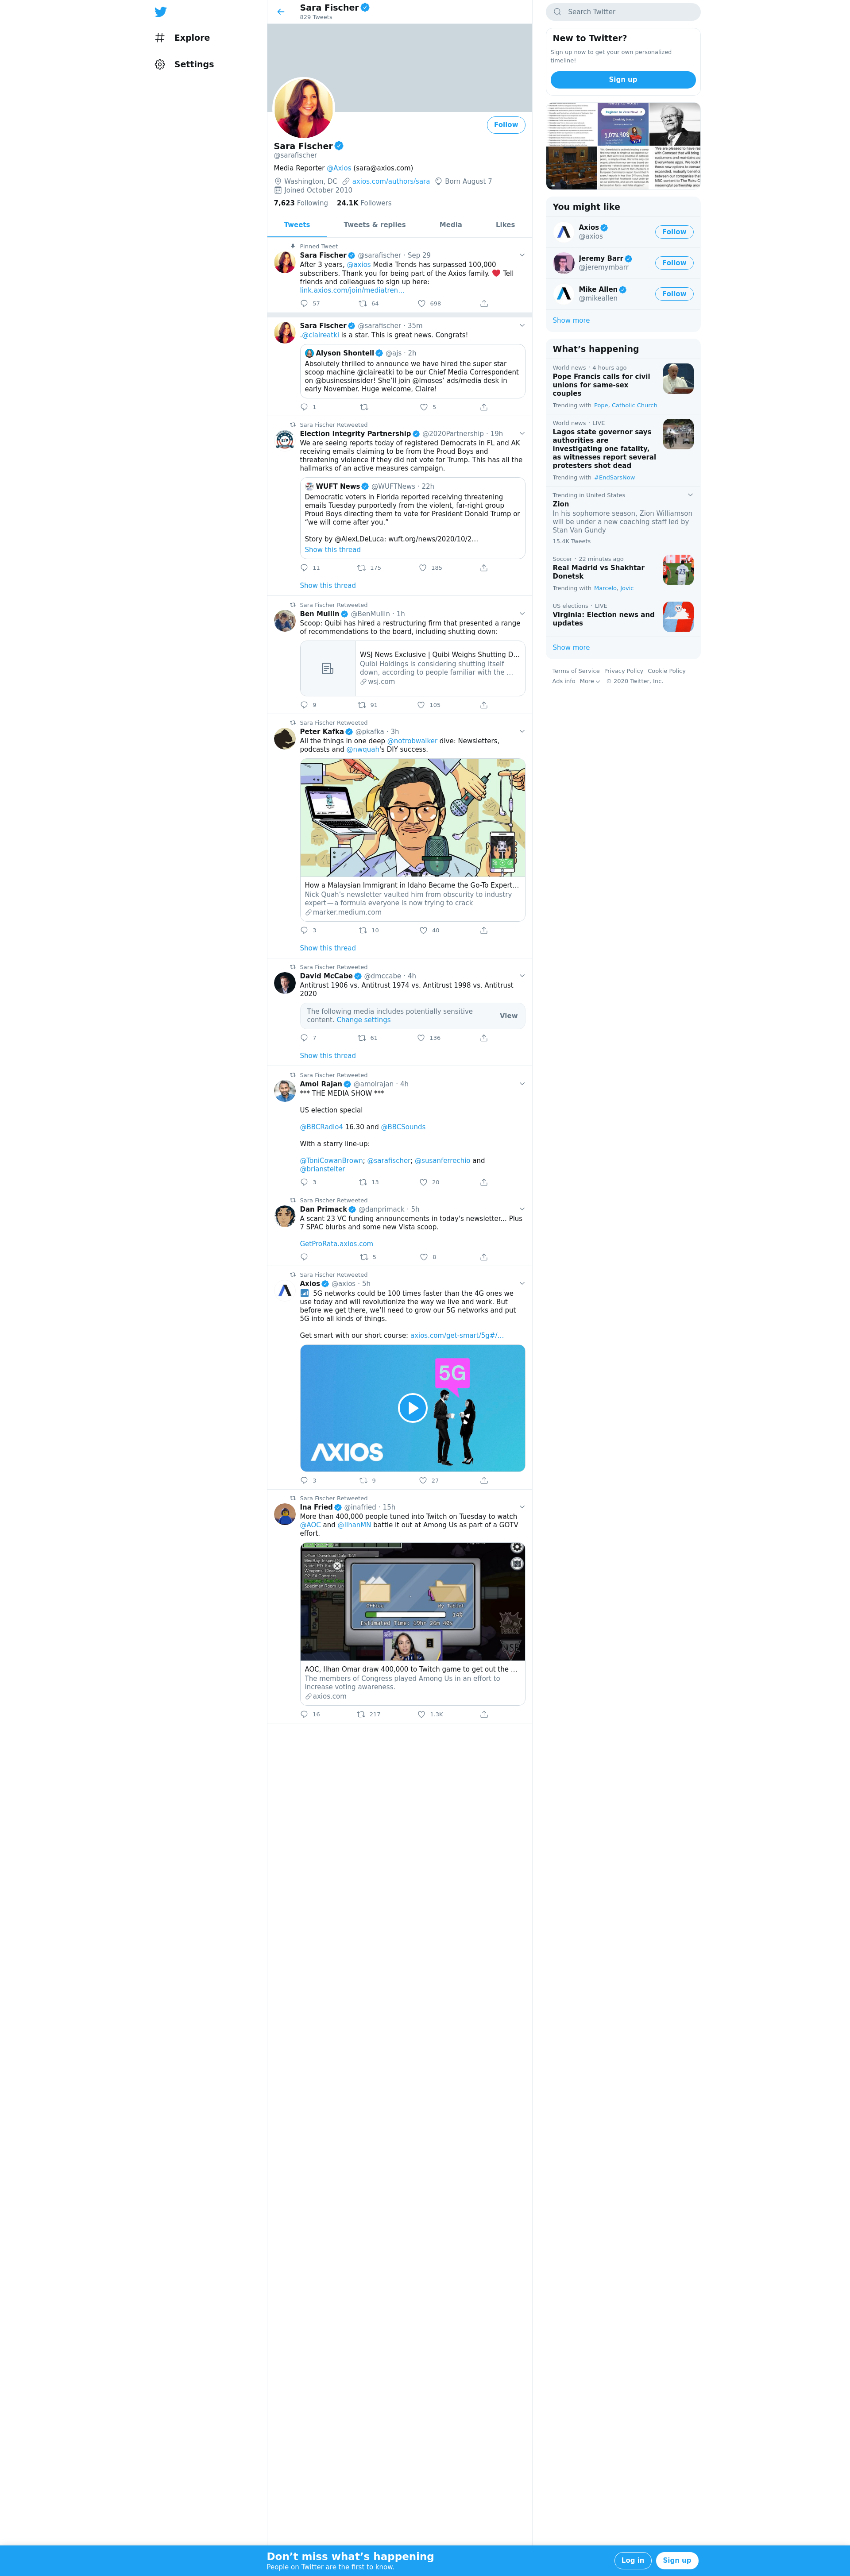 Explore
Settings
Sara Fischer
829 Tweets
Follow
Sara Fischer
@sarafischer
Media Reporter @Axios (sara@axios.com)
Washington, DC axios.com/authors/sara Born August 7
Joined October 2010
7,623 Following 24.1K Followers
Tweets Tweets & replies Media Likes
Pinned Tweet
Sara Fischer @sarafischer · Sep 29
After 3 years, @axios Media Trends has surpassed 100,000
subscribers. Thank you for being part of the Axios family. ❤️ Tell
friends and colleagues to sign up here:
link.axios.com/join/mediatren…
57 64 698
Sara Fischer @sarafischer · 35m
.@claireatki is a star. This is great news. Congrats!
Alyson Shontell @ajs · 2h
Absolutely thrilled to announce we have hired the super star
scoop machine @claireatki to be our Chief Media Correspondent
on @businessinsider! She’ll join @lmoses’ ads/media desk in
early November. Huge welcome, Claire!
1 5
Sara Fischer Retweeted
Election Integrity Partnership @2020Partnership · 19h
We are seeing reports today of registered Democrats in FL and AK
receiving emails claiming to be from the Proud Boys and
threatening violence if they did not vote for Trump. This has all the
hallmarks of an active measures campaign.
WUFT News @WUFTNews · 22h
Democratic voters in Florida reported receiving threatening
emails Tuesday purportedly from the violent, far-right group
Proud Boys directing them to vote for President Donald Trump or
“we will come after you.”
Story by @AlexLDeLuca: wuft.org/news/2020/10/2…
Show this thread
11 175 185
Show this thread
Sara Fischer Retweeted
Ben Mullin @BenMullin · 1h
Scoop: Quibi has hired a restructuring firm that presented a range
of recommendations to the board, including shutting down:
WSJ News Exclusive | Quibi Weighs Shutting D…
Quibi Holdings is considering shutting itself
down, according to people familiar with the …
wsj.com
9 91 105
Sara Fischer Retweeted
Peter Kafka @pkafka · 3h
All the things in one deep @notrobwalker dive: Newsletters,
podcasts and @nwquah’s DIY success.
How a Malaysian Immigrant in Idaho Became the Go-To Expert…
Nick Quah’s newsletter vaulted him from obscurity to industry
expert — a formula everyone is now trying to crack
marker.medium.com
3 10 40
Show this thread
Sara Fischer Retweeted
David McCabe @dmccabe · 4h
Antitrust 1906 vs. Antitrust 1974 vs. Antitrust 1998 vs. Antitrust
2020
The following media includes potentially sensitive
content. Change settings
View
7 61 136
Show this thread
Sara Fischer Retweeted
Amol Rajan @amolrajan · 4h
*** THE MEDIA SHOW ***
US election special
@BBCRadio4 16.30 and @BBCSounds
With a starry line-up:
@ToniCowanBrown; @sarafischer; @susanferrechio and
@brianstelter
3 13 20
Sara Fischer Retweeted
Dan Primack @danprimack · 5h
A scant 23 VC funding announcements in today's newsletter... Plus
7 SPAC blurbs and some new Vista scoop.
GetProRata.axios.com
5 8
Sara Fischer Retweeted
Axios @axios · 5h
5G networks could be 100 times faster than the 4G ones we
use today and will revolutionize the way we live and work. But
before we get there, we’ll need to grow our 5G networks and put
5G into all kinds of things.
Get smart with our short course: axios.com/get-smart/5g#/…
5G
AXIOS
3 9 27
Sara Fischer Retweeted
Ina Fried @inafried · 15h
More than 400,000 people tuned into Twitch on Tuesday to watch
@AOC and @IlhanMN battle it out at Among Us as part of a GOTV
effort.
AOC, Ilhan Omar draw 400,000 to Twitch game to get out the …
The members of Congress played Among Us in an effort to
increase voting awareness.
axios.com
16 217 1.3K
Search Twitter
New to Twitter?
Sign up now to get your own personalized
timeline!
Sign up
You might like
Axios
@axios
Follow
Jeremy Barr
@jeremymbarr
Follow
Mike Allen
@mikeallen
Follow
Show more
What’s happening
World news · 4 hours ago
Pope Francis calls for civil
unions for same-sex
couples
Trending with Pope, Catholic Church
World news · LIVE
Lagos state governor says
authorities are
investigating one fatality,
as witnesses report several
protesters shot dead
Trending with #EndSarsNow
Trending in United States
Zion
In his sophomore season, Zion Williamson
will be under a new coaching staff led by
Stan Van Gundy
15.4K Tweets
Soccer · 22 minutes ago
Real Madrid vs Shakhtar
Donetsk
Trending with Marcelo, Jovic
US elections · LIVE
Virginia: Election news and
updates
Show more
Terms of Service Privacy Policy Cookie Policy
Ads info More © 2020 Twitter, Inc.
Don’t miss what’s happening
People on Twitter are the first to know.
Log in
Sign up